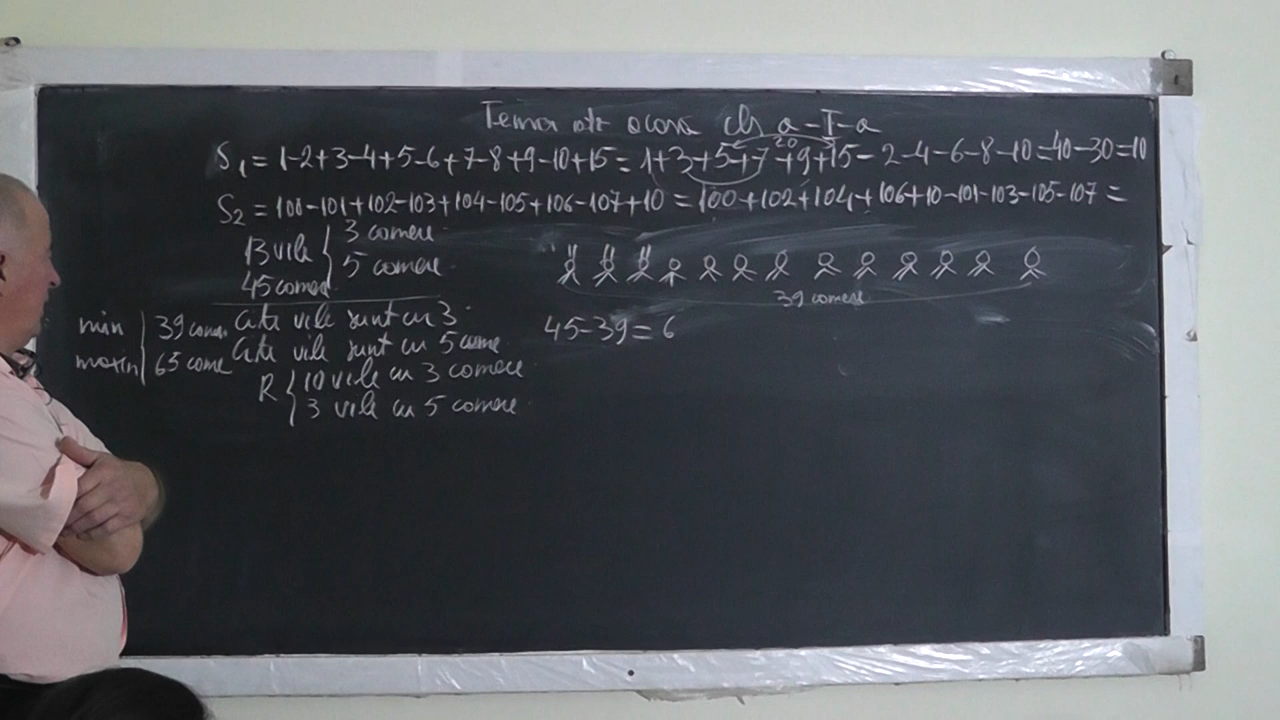 Tema ptr acasă cls a-I-a
S₁ = 1-2+3-4+5-6+7-8+9-10+15 = 1+3+5+7+9+15-2-4-6-8-10=40-30=10
20
S₂ = 100-101+102-103+104-105+106-107+10 = 100+102+104+106+10-101-103-105-107 =
13 vile { 3 camere
5 camere
45 camere
39 camere
min | 39 camere Câte vile sunt cu 3
maxim | 65 came Câte vile sunt cu 5 came
45-39=6
R { 10 vile cu 3 camere
3 vile cu 5 camere